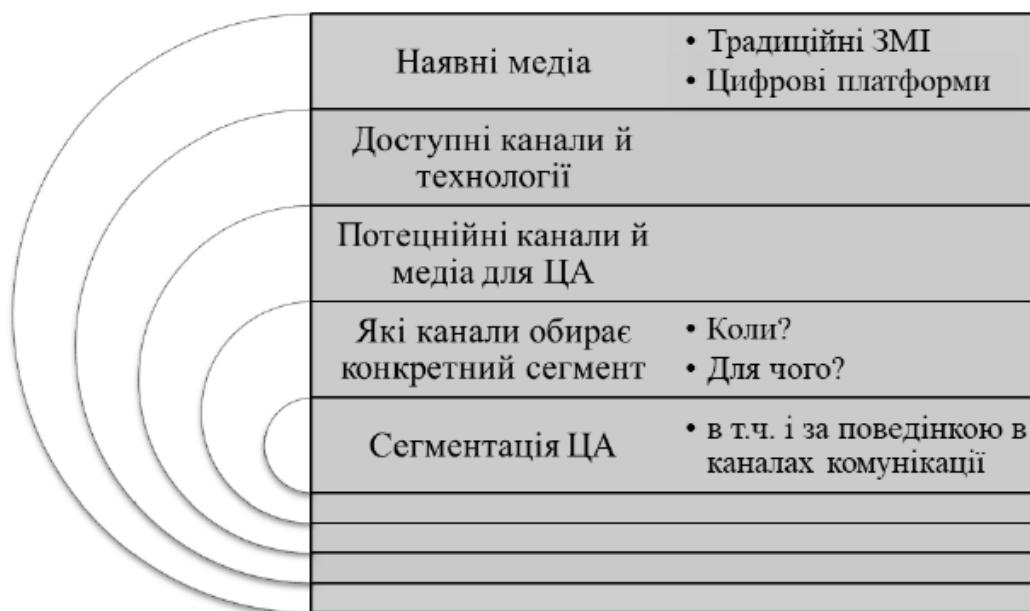 Наявні медіа
• Традиційні ЗМІ
• Цифрові платформи
Доступні канали й
технології
Потецнійні канали й
медіа для ЦА
Які канали обирає
конкретний сегмент
• Коли?
• Для чого?
Сегментація ЦА
• в т.ч. і за поведінкою в
каналах комунікації